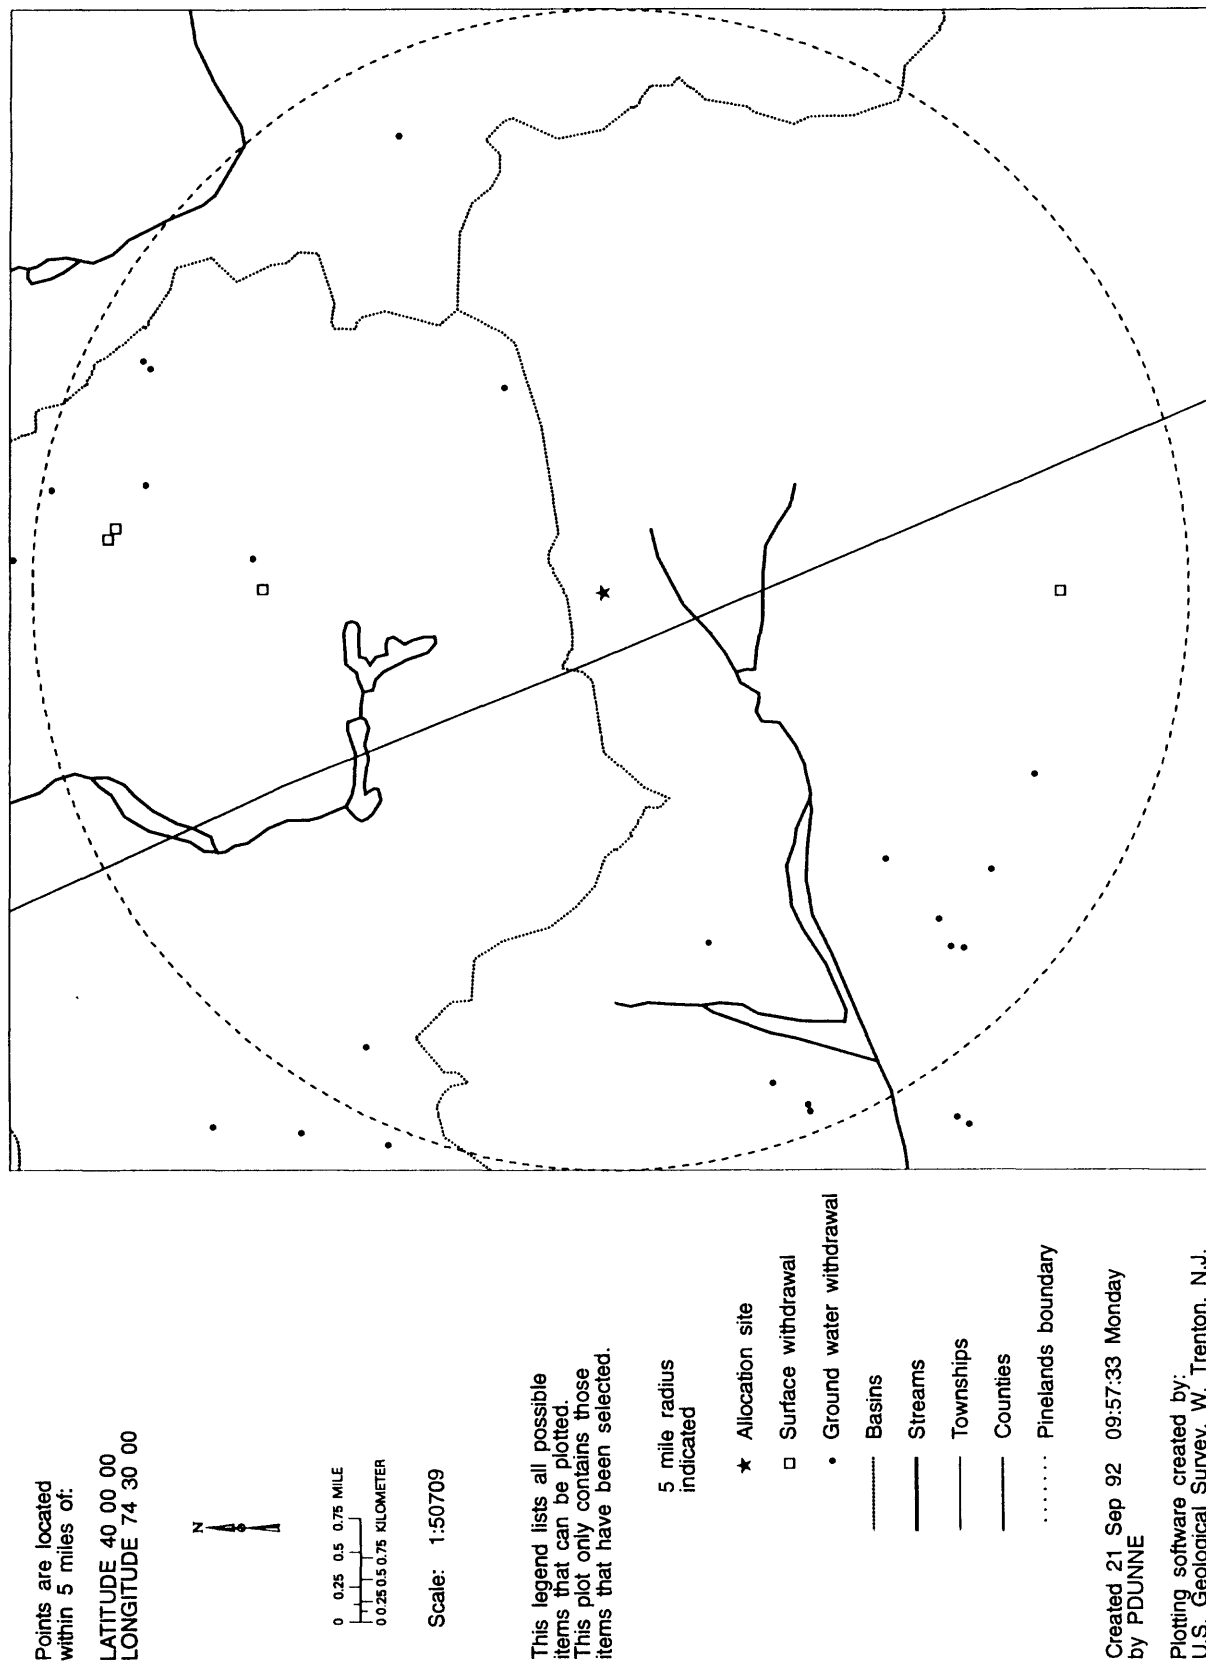 Points are located
within 5 miles of:
LATITUDE 40 00 00
LONGITUDE 74 30 00
N
0 0.25 0.5 0.75 MILE
0 0.25 0.5 0.75 KILOMETER
Scale: 1:50709
This legend lists all possible
items that can be plotted.
This plot only contains those
items that have been selected.
5 mile radius
indicated
Allocation site
Surface withdrawal
Ground water withdrawal
Basins
Streams
Townships
Counties
Pinelands boundary
Created 21 Sep 92 09:57:33 Monday
by PDUNNE
Plotting software created by:
U.S. Geological Survey, W. Trenton, N.J.